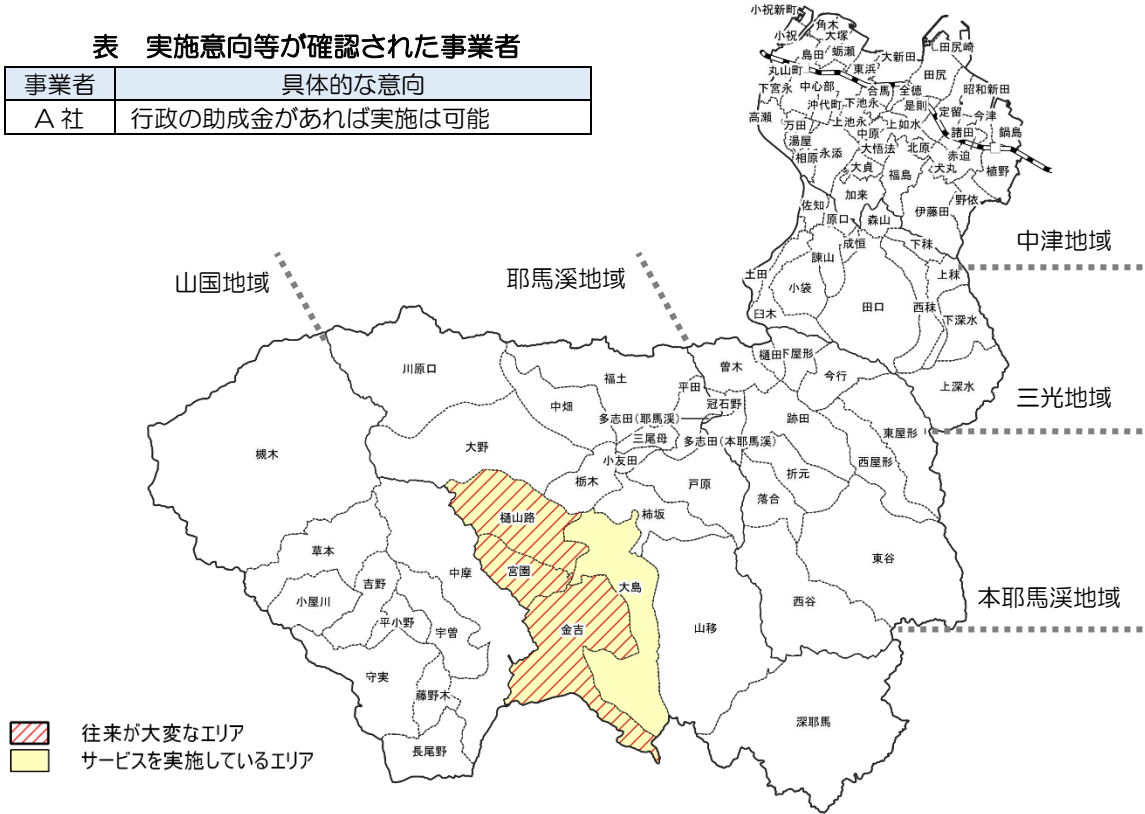 表 実施意向等が確認された事業者
事業者 具体的な意向
A 社 行政の助成金があれば実施は可能
小祝新町
角木
小祝
大塚
島田
蛎瀬
大新田
田尻崎
丸山町
東浜
田尻
下宮永
中心部
合馬
全徳
昭和新田
沖代町
下池永
是則
定留
今津
高瀬
万田
上池永
中原
上如水
諸田
鍋島
湯屋
大悟法
北原
赤迫
相原
永添
大貞
福島
犬丸
植野
加来
野依
佐知
伊藤田
原口
森山
成恒
下秣
中津地域
諫山
土田
上秣
小袋
田口
西秣
臼木
下深水
山国地域
耶馬溪地域
樋田
下屋形
曽木
今行
上深水
三光地域
川原口
福土
平田
中畑
冠石野
跡田
多志田(耶馬溪)
東屋形
三尾母
多志田(本耶馬溪)
大野
槻木
小友田
西屋形
栃木
戸原
折元
落合
樋山路
柿坂
草本
東谷
中摩
宮園
吉野
大島
小屋川
西谷
本耶馬溪地域
平小野
宇曽
金吉
山移
守実
藤野木
深耶馬
長尾野
往来が大変なエリア
サービスを実施しているエリア